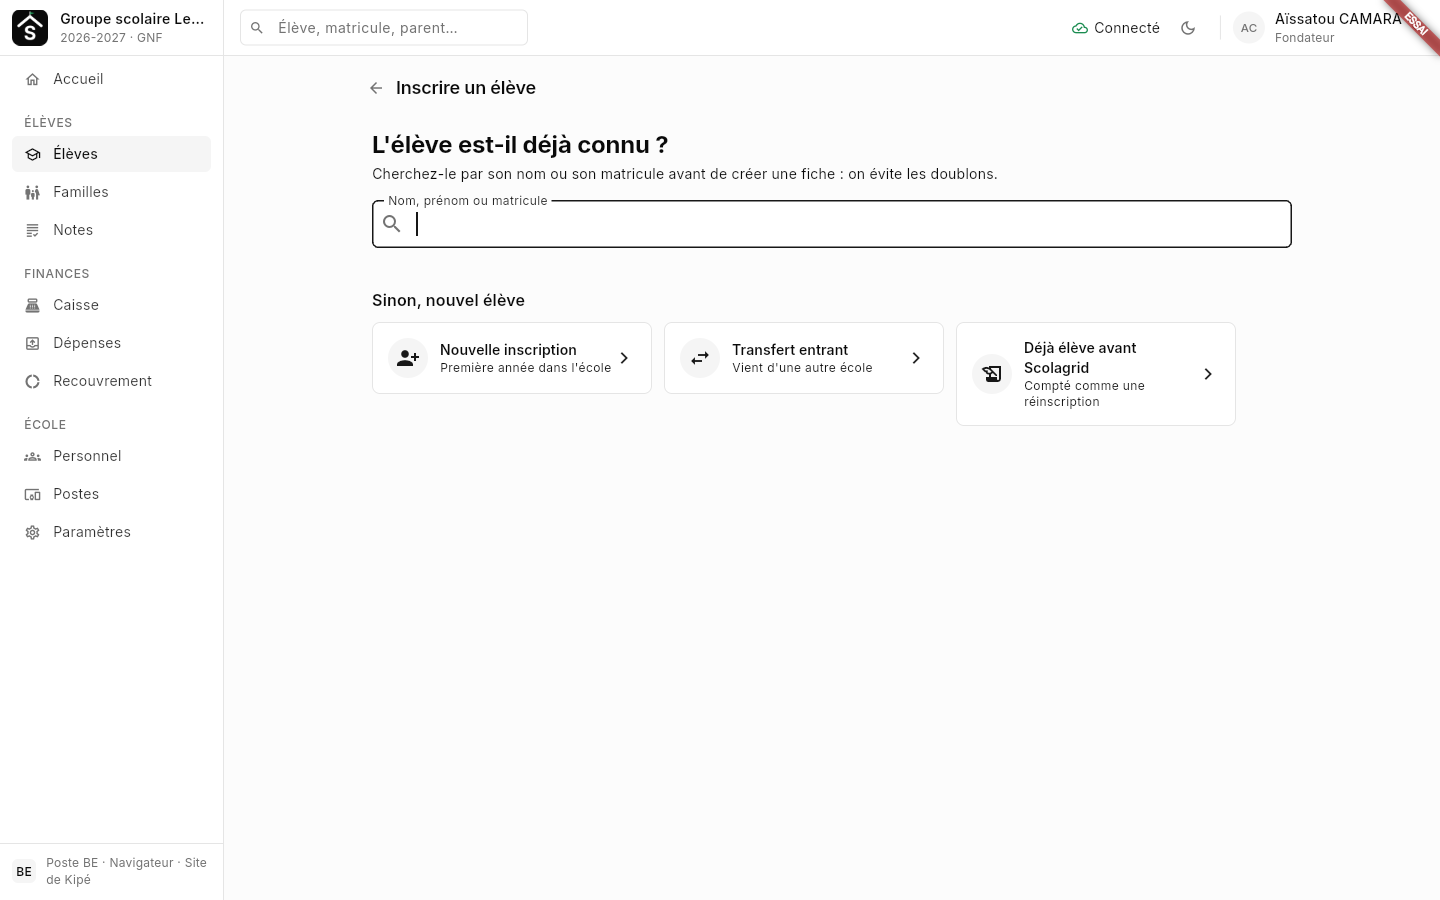 Groupe scolaire Le...
2026-2027 · GNF
Élève, matricule, parent...
Connecté
AC
Aïssatou CAMARA
Fondateur
ESSAI
Accueil
ÉLÈVES
Élèves
Familles
Notes
FINANCES
Caisse
Dépenses
Recouvrement
ÉCOLE
Personnel
Postes
Paramètres
BE
Poste BE · Navigateur · Site
de Kipé
Inscrire un élève
L'élève est-il déjà connu ?
Cherchez-le par son nom ou son matricule avant de créer une fiche : on évite les doublons.
Nom, prénom ou matricule
Sinon, nouvel élève
Nouvelle inscription
Première année dans l'école
Transfert entrant
Vient d'une autre école
Déjà élève avant
Scolagrid
Compté comme une
réinscription